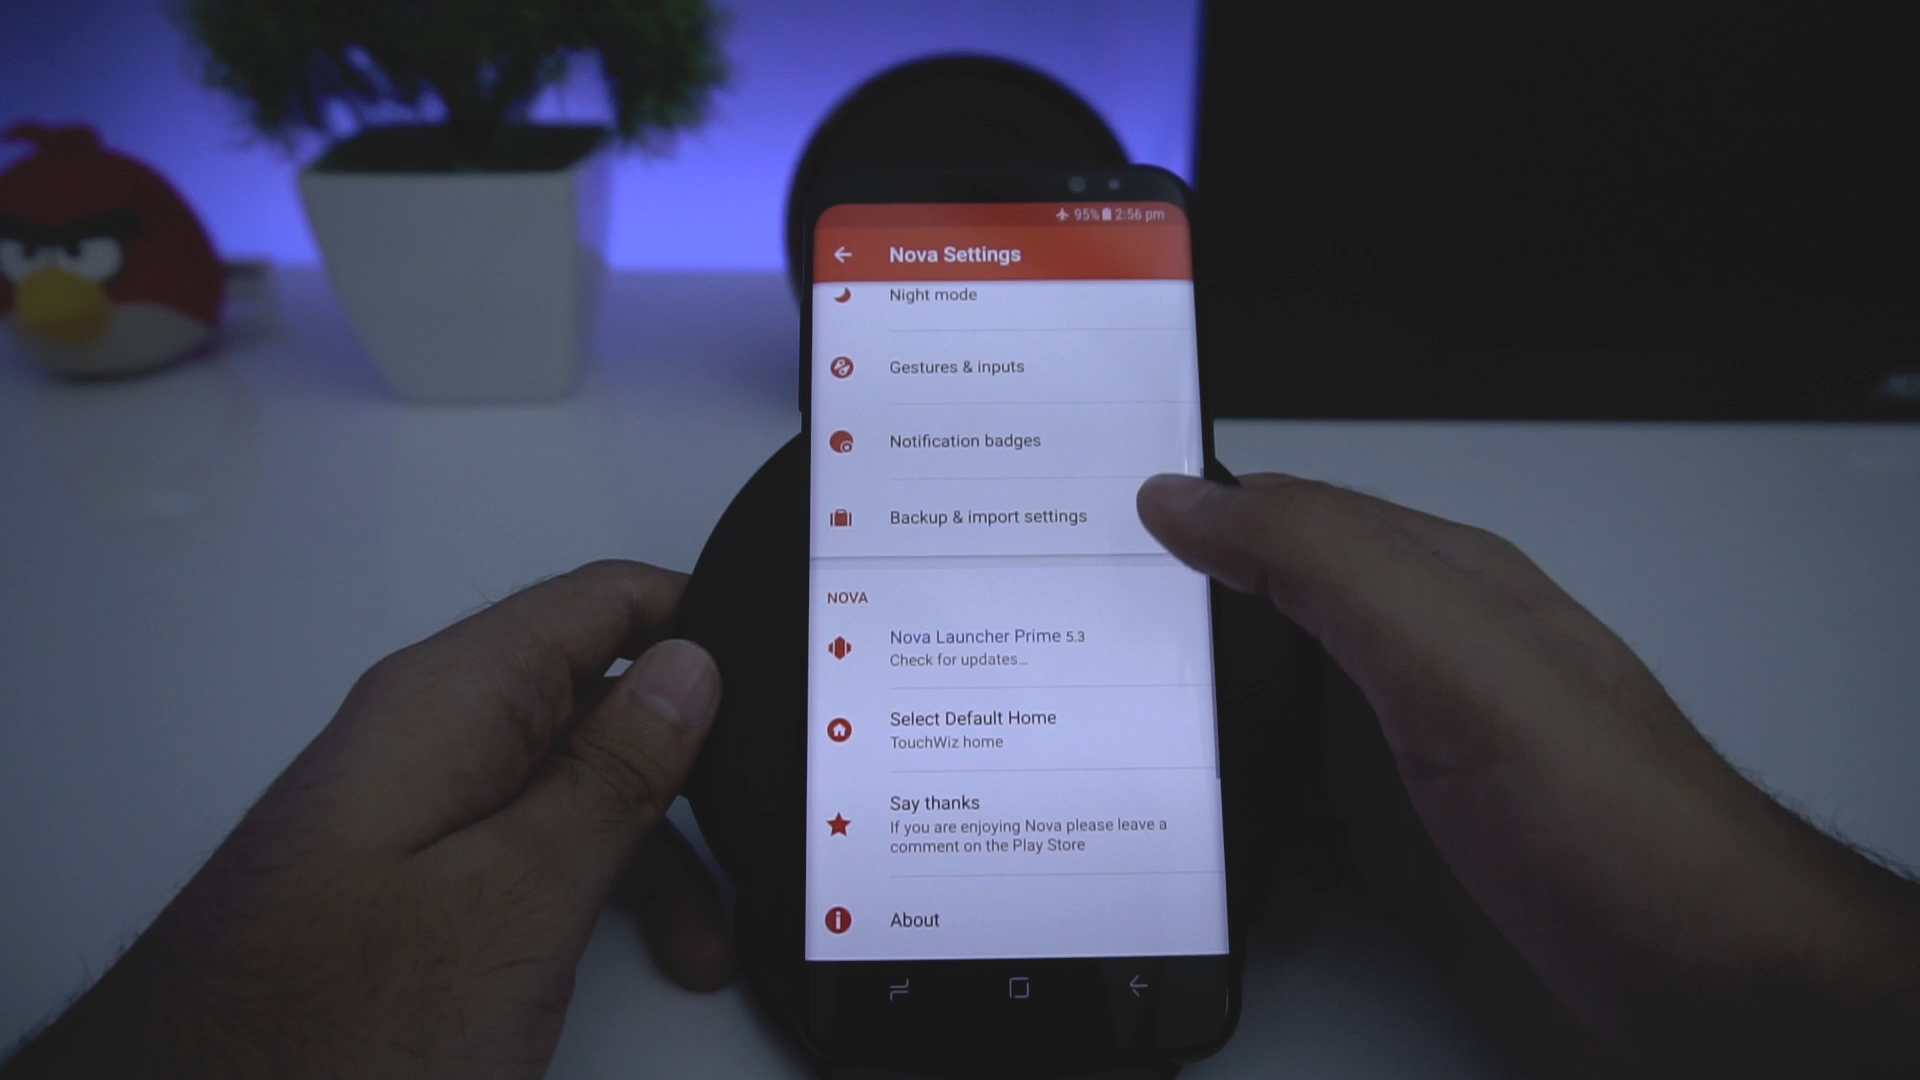 95% 2:56 pm
Nova Settings
Night mode
Gestures & inputs
Notification badges
Backup & import settings
NOVA
Nova Launcher Prime 5.3
Check for updates...
Select Default Home
TouchWiz home
Say thanks
If you are enjoying Nova please leave a
comment on the Play Store
About